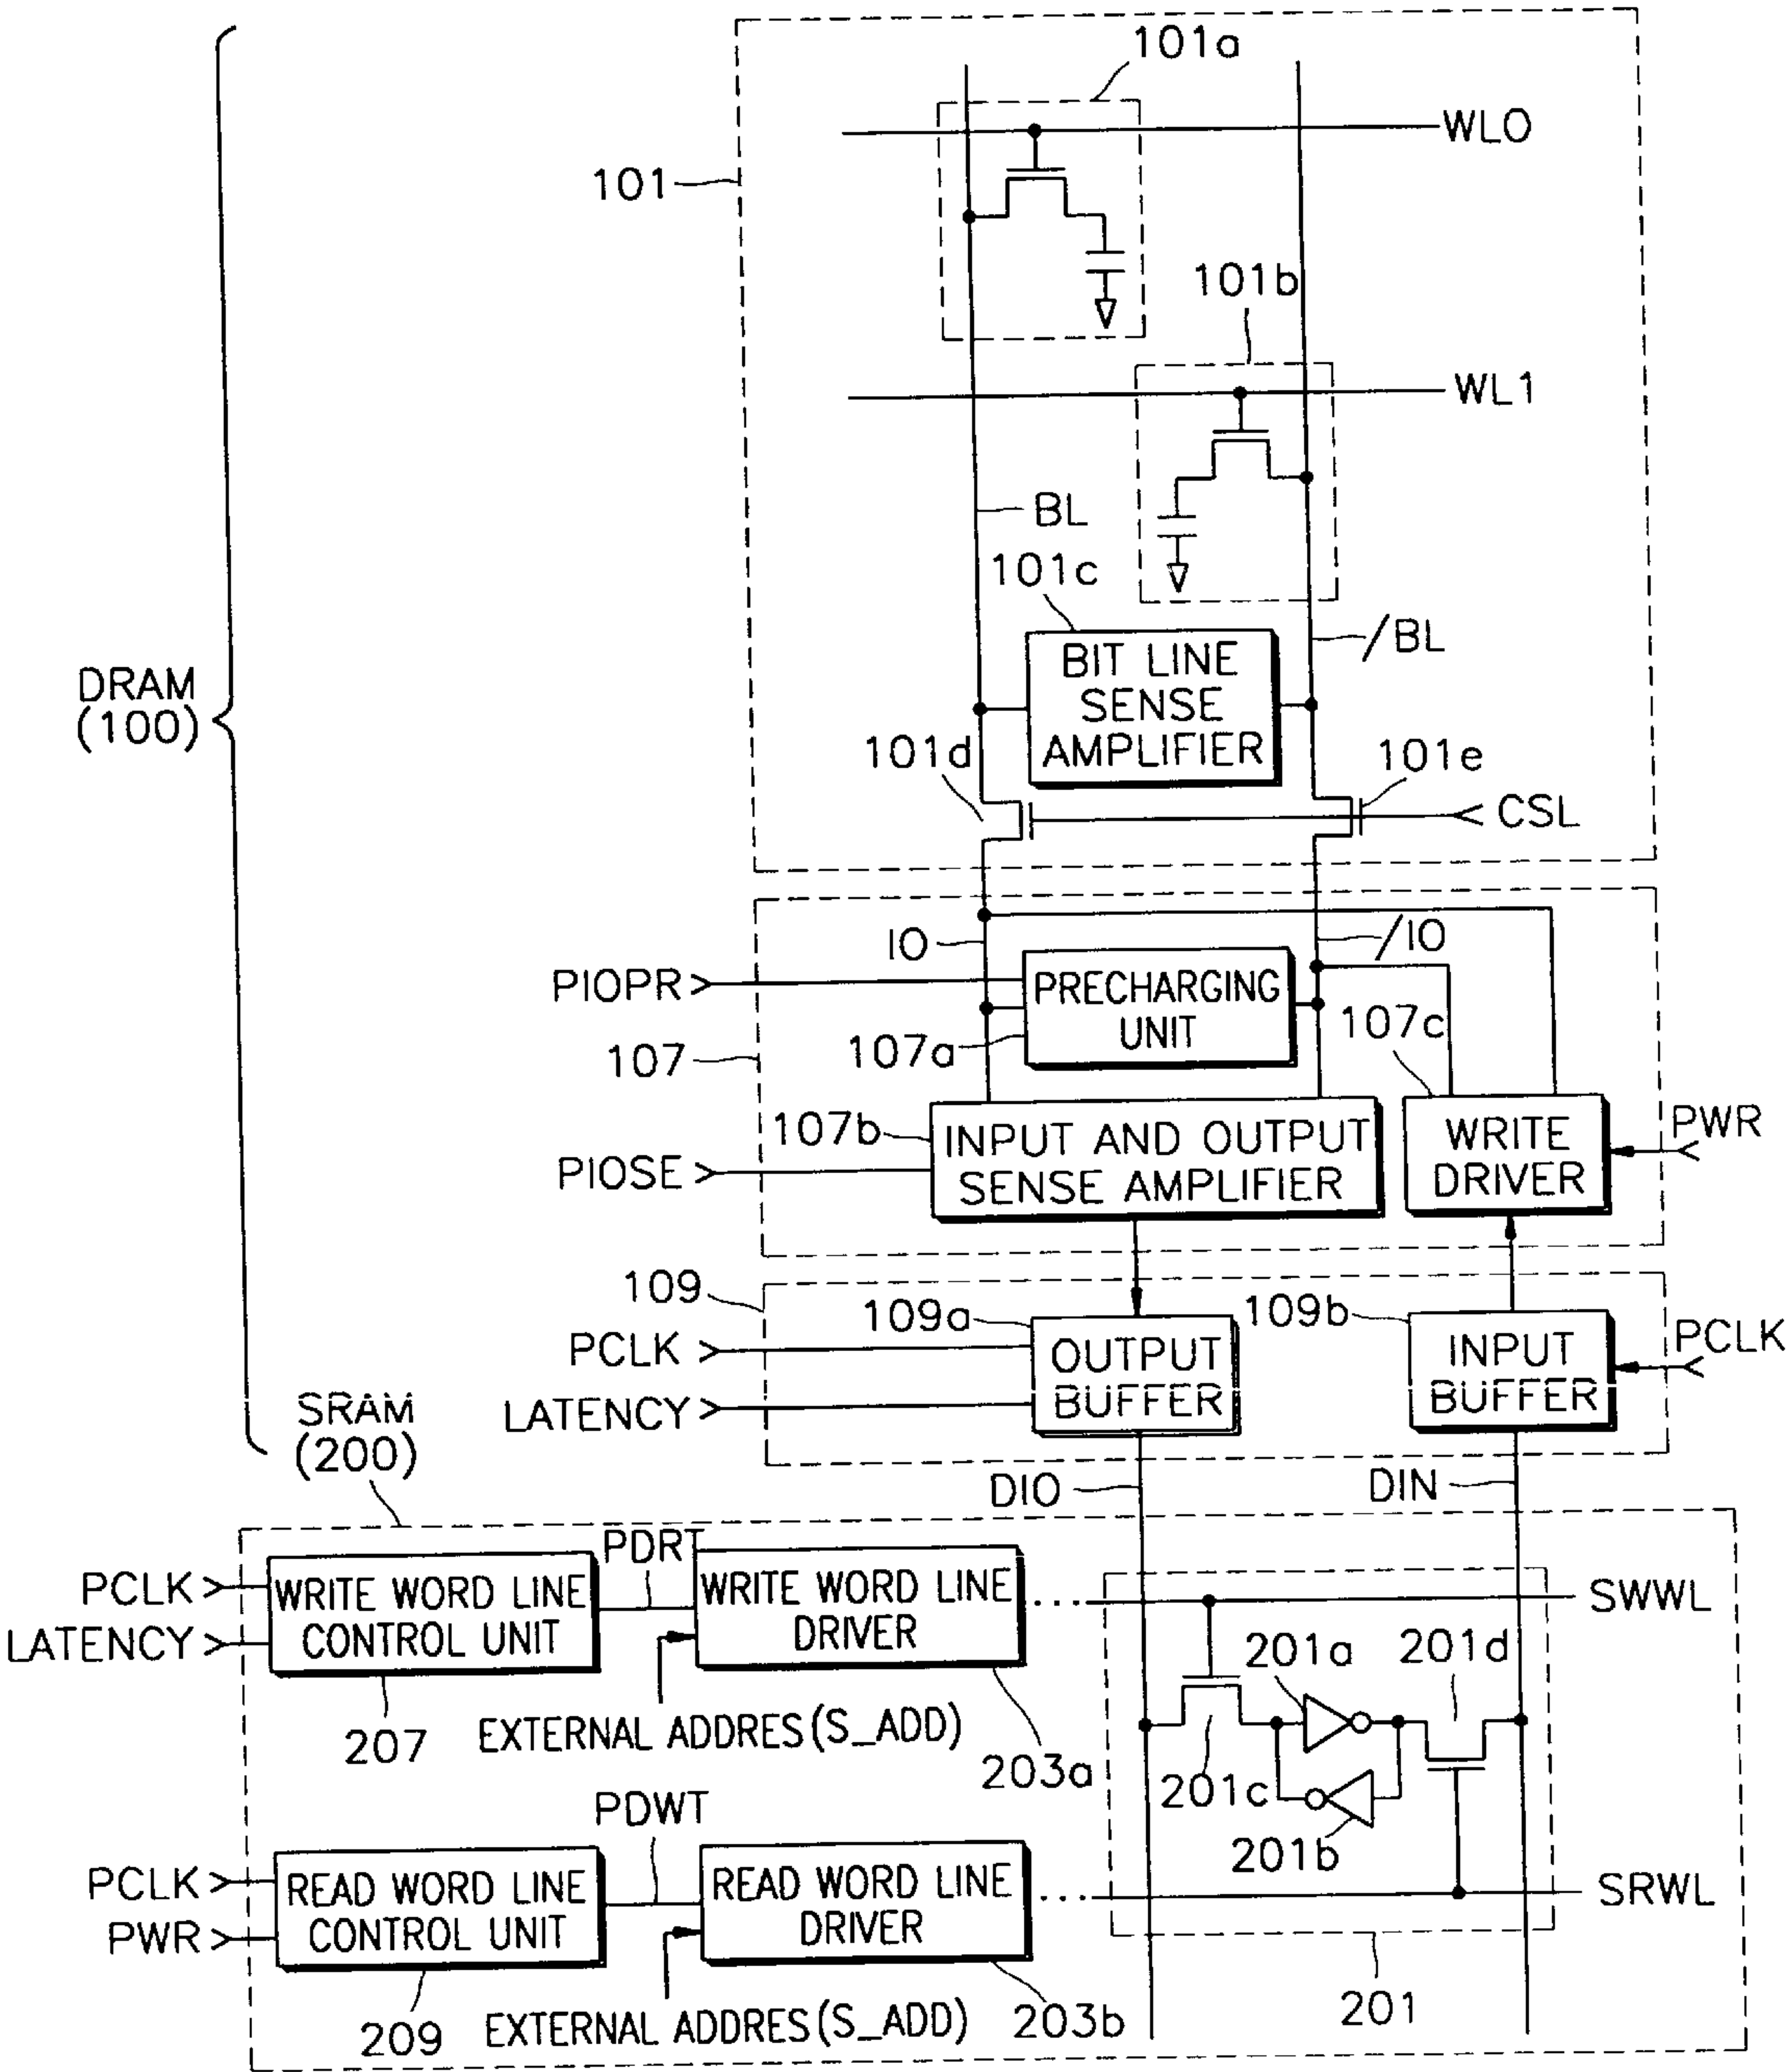 101a
WL0
101
101b
WL1
BL
101c
/BL
BIT LINE
SENSE
AMPLIFIER
DRAM
(100)
101d
101e
CSL
IO
/IO
PIOPR
PRECHARGING
UNIT
107a
107c
107
107b
INPUT AND OUTPUT
SENSE AMPLIFIER
WRITE
DRIVER
PWR
PIOSE
109
109a
109b
PCLK
OUTPUT
BUFFER
INPUT
BUFFER
PCLK
LATENCY
SRAM
(200)
DIO
DIN
PDRT
PCLK
LATENCY
WRITE WORD LINE
CONTROL UNIT
WRITE WORD LINE
DRIVER
....
SWWL
201a
201d
207
EXTERNAL ADDRES(S_ADD)
203a
201c
201b
PDWT
PCLK
PWR
READ WORD LINE
CONTROL UNIT
READ WORD LINE
DRIVER
...
SRWL
209
EXTERNAL ADDRES(S_ADD)
203b
201